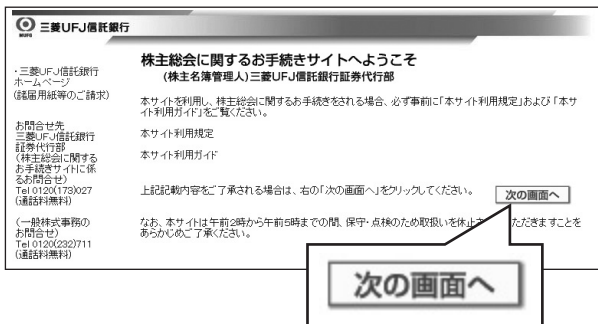 MUFG
三菱UFJ信託銀行
・三菱UFJ信託銀行
ホームページ
(諸届用紙等のご請求)
お問合せ先
三菱UFJ信託銀行
証券代行部
(株主総会に関する
お手続きサイトに係
るお問合せ)
Tel 0120(173)027
(通話料無料)
(一般株式事務の
お問合せ)
Tel 0120(232)711
(通話料無料)
株主総会に関するお手続きサイトへようこそ
(株主名簿管理人)三菱UFJ信託銀行証券代行部
本サイトを利用し、株主総会に関するお手続きをされる場合、必ず事前に「本サイト利用規定」および「本サ
イト利用ガイド」をご覧ください。
本サイト利用規定
本サイト利用ガイド
上記記載内容をご了承される場合は、右の「次の画面へ」をクリックしてください。
次の画面へ
なお、本サイトは午前2時から午前5時までの間、保守・点検のため取扱いを休止さ
ただきますことを
あらかじめご了承ください。
次の画面へ